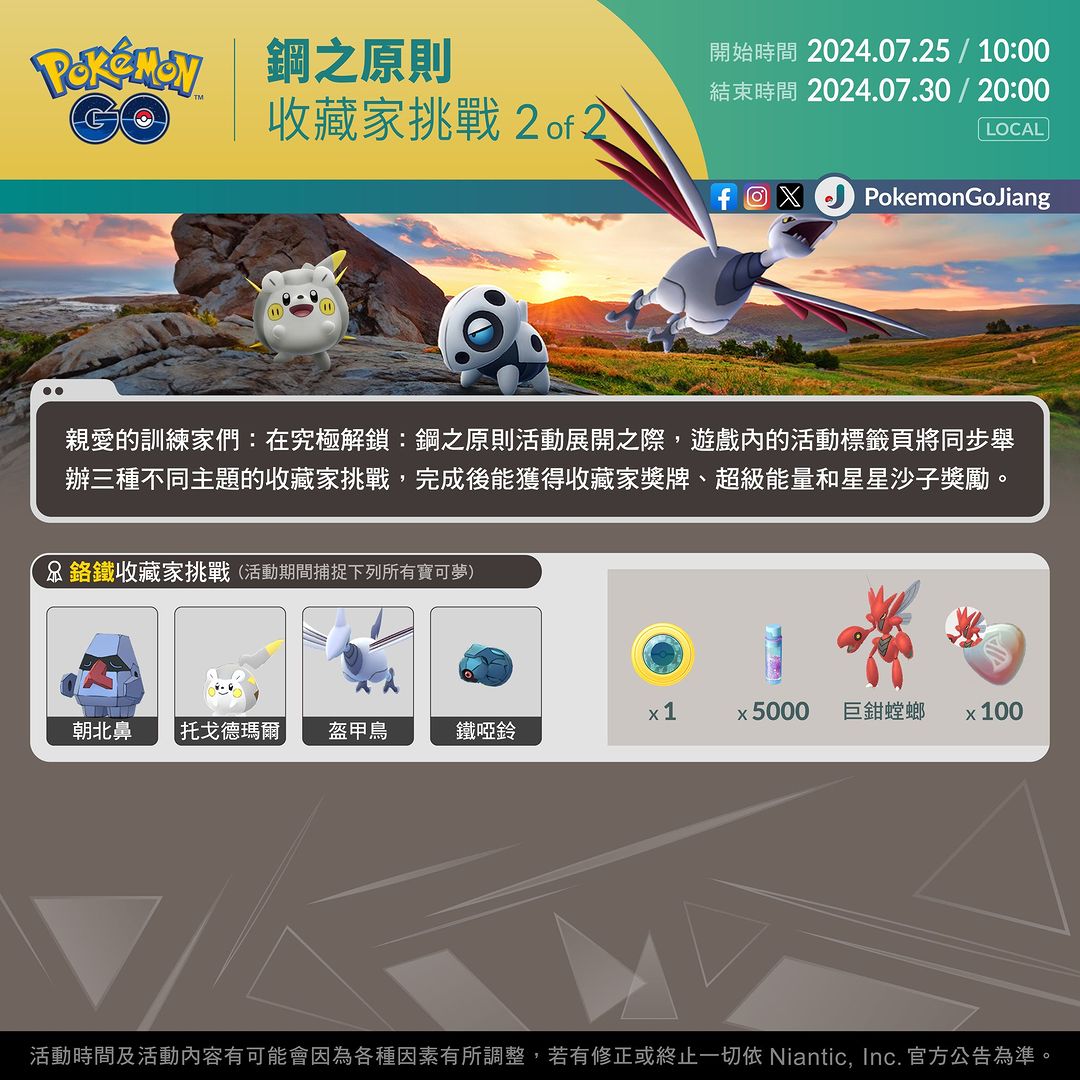 POKéMON GO
TM
鋼之原則
收藏家挑戰 2 of 2
開始時間 2024.07.25 / 10:00
結束時間 2024.07.30 / 20:00
LOCAL
PokemonGoJiang
親愛的訓練家們：在究極解鎖：鋼之原則活動展開之際，遊戲內的活動標籤頁將同步舉
辦三種不同主題的收藏家挑戰，完成後能獲得收藏家獎牌、超級能量和星星沙子獎勵。
鉻鐵收藏家挑戰 (活動期間捕捉下列所有寶可夢)
朝北鼻 托戈德瑪爾 盔甲鳥 鐵啞鈴
x 1 x 5000 巨鉗螳螂 x 100
活動時間及活動內容有可能會因為各種因素有所調整，若有修正或終止一切依 Niantic, Inc. 官方公告為準。